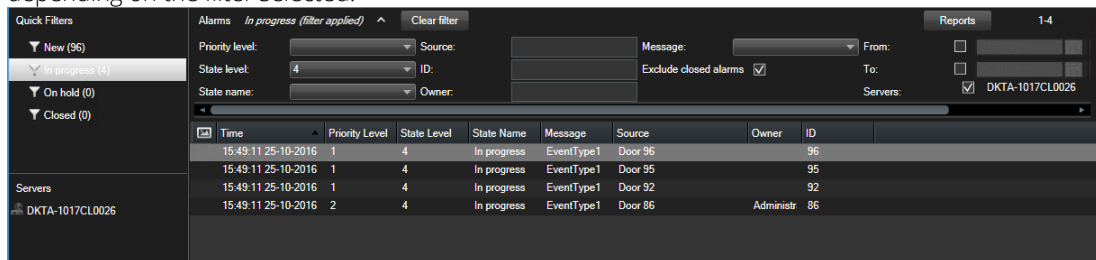 depending on the filter selected.
Quick Filters
New (96)
In progress (4)
On hold (0)
Closed (0)
Servers
DKTA-1017CL0026
Alarms In progress (filter applied) Clear filter Reports 1-4
Priority level: Source: Message: From:
State level: 4 ID: Exclude closed alarms To:
State name: Owner: Servers: DKTA-1017CL0026
Time Priority Level State Level State Name Message Source Owner ID
15:49:11 25-10-2016 1 4 In progress EventType1 Door 96 96
15:49:11 25-10-2016 1 4 In progress EventType1 Door 95 95
15:49:11 25-10-2016 1 4 In progress EventType1 Door 92 92
15:49:11 25-10-2016 2 4 In progress EventType1 Door 86 Administr 86